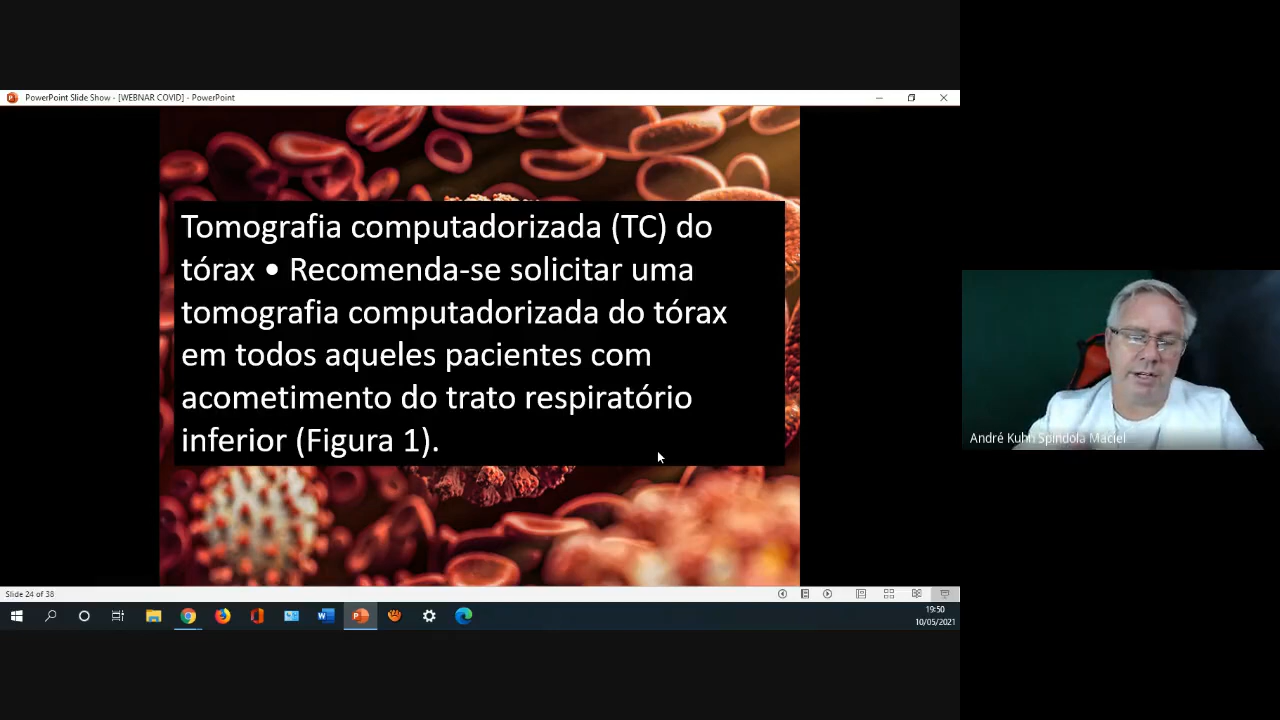 PowerPoint Slide Show - [WEBNAR COVID] - PowerPoint
Tomografia computadorizada (TC) do
tórax • Recomenda-se solicitar uma
tomografia computadorizada do tórax
em todos aqueles pacientes com
acometimento do trato respiratório
inferior (Figura 1).
André Kuhn Spindola Maciel
Slide 24 of 38
19:50
10/05/2021